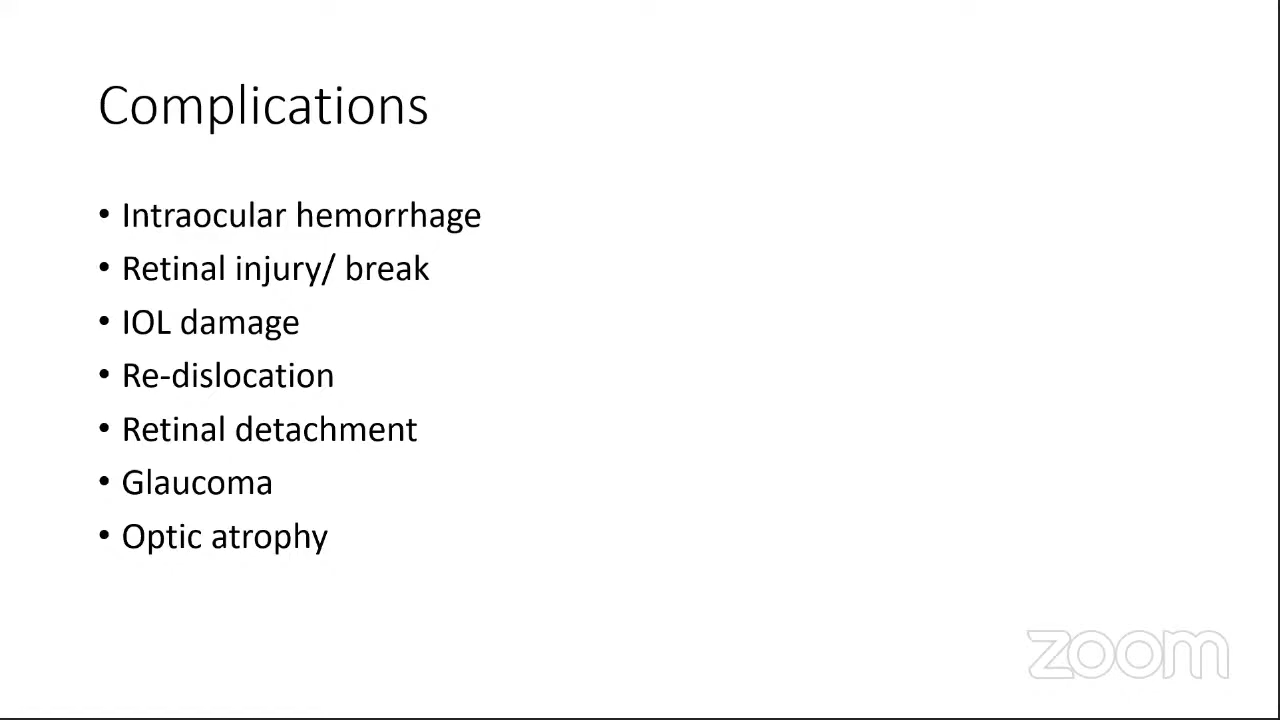 Complications
• Intraocular hemorrhage
• Retinal injury/ break
• IOL damage
• Re-dislocation
• Retinal detachment
• Glaucoma
• Optic atrophy
zoom